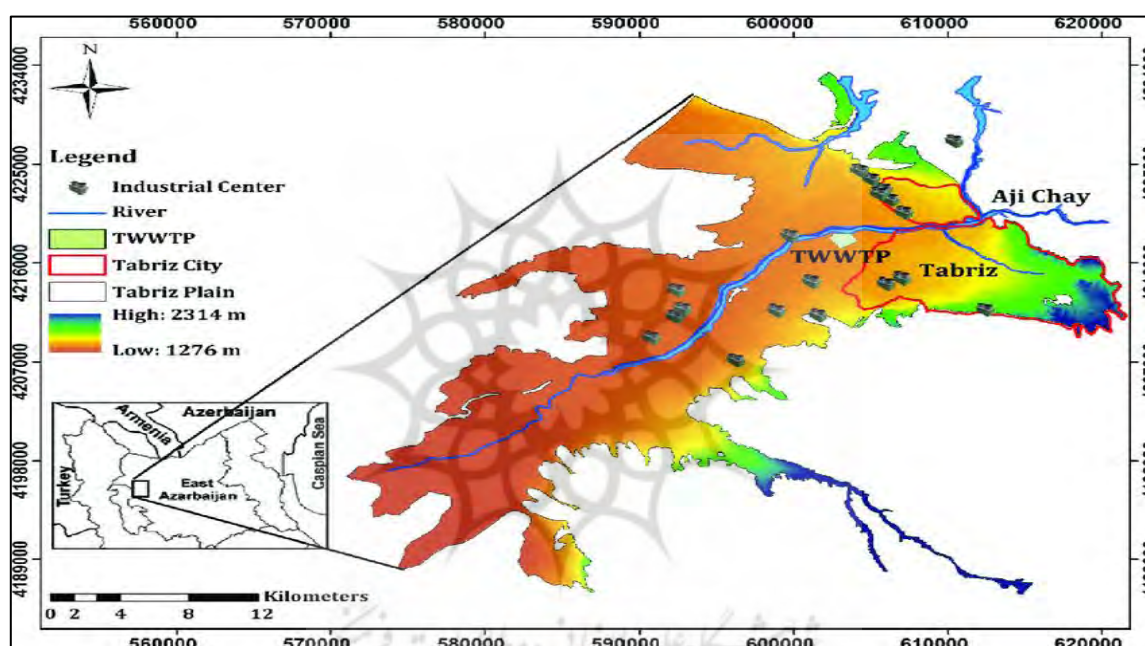 560000 570000 580000 590000 600000 610000 620000
4234000
4225000
4216000
4207000
4198000
4189000
N
Legend
Industrial Center
River
TWWTP
Tabriz City
Tabriz Plain
High: 2314 m
Low: 1276 m
Aji Chay
TWWTP
Tabriz
Armenia
Azerbaijan
Turkey
East
Azarbaijan
Caspian Sea
Kilometers
0 2 4 8 12
560000 570000 580000 590000 600000 610000 620000